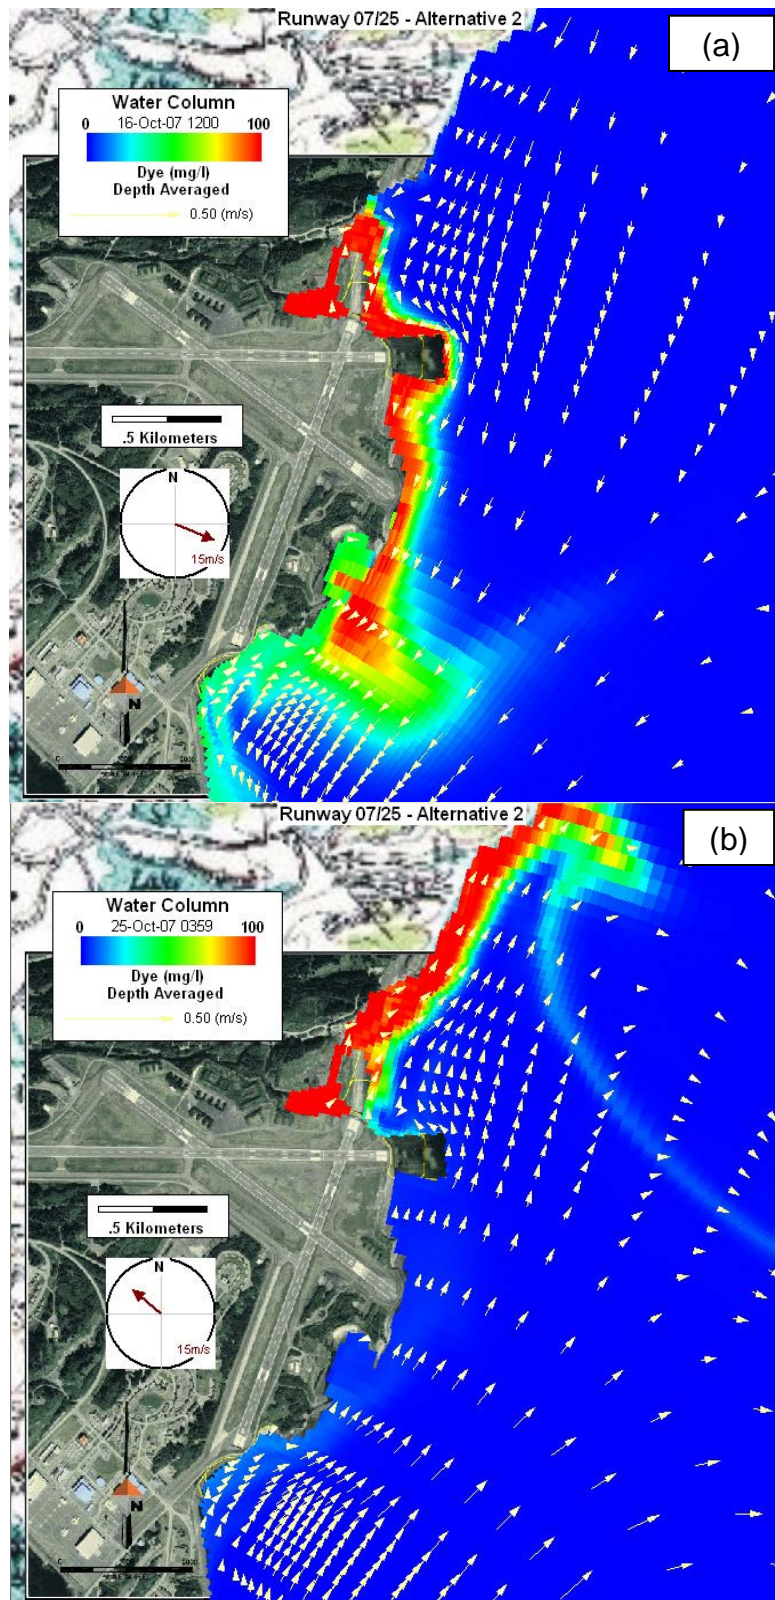 Runway 07/25 - Alternative 2
(a)
Water Column
0 16-Oct-07 1200 100
Dye (mg/l)
Depth Averaged
0.50 (m/s)
.5 Kilometers
N
15m/s
N
Runway 07/25 - Alternative 2
(b)
Water Column
0 25-Oct-07 0359 100
Dye (mg/l)
Depth Averaged
0.50 (m/s)
.5 Kilometers
N
15m/s
N